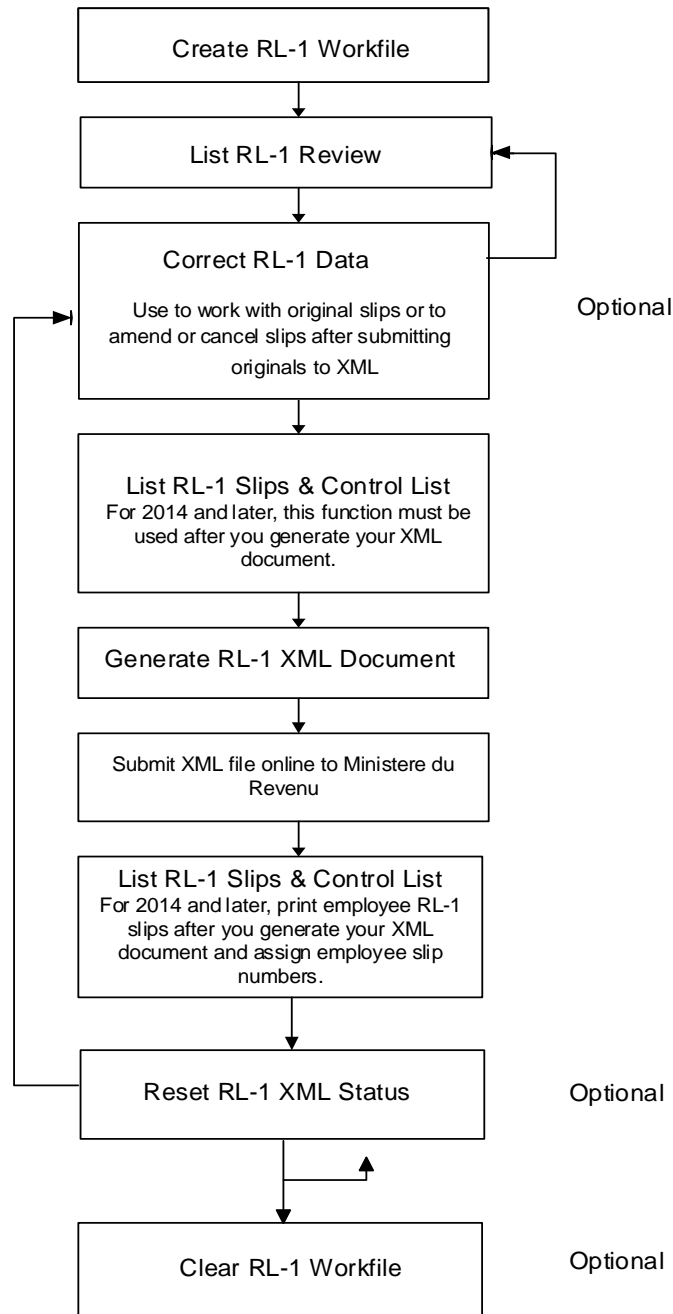 Create RL-1 Workfile
List RL-1 Review
Correct RL-1 Data
Use to work with original slips or to
amend or cancel slips after submitting
originals to XML
Optional
List RL-1 Slips & Control List
For 2014 and later, this function must be
used after you generate your XML
document.
Generate RL-1 XML Document
Submit XML file online to Ministere du
Revenu
List RL-1 Slips & Control List
For 2014 and later, print employee RL-1
slips after you generate your XML
document and assign employee slip
numbers.
Reset RL-1 XML Status
Optional
Clear RL-1 Workfile
Optional